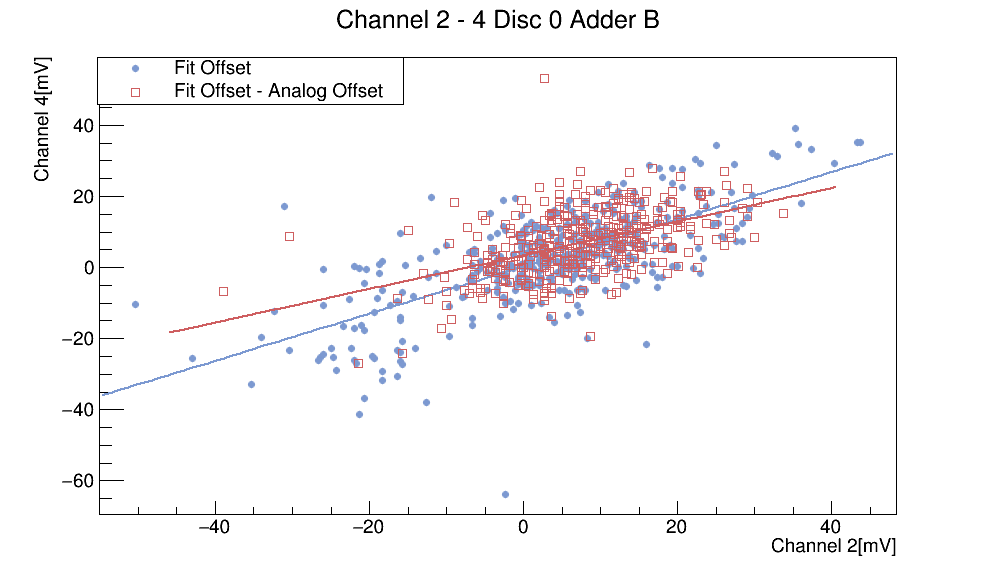 Channel 2 - 4 Disc 0 Adder B
Channel 4[mV]
Fit Offset
Fit Offset - Analog Offset
40
20
0
−20
−40
−60
−40
−20
0
20
40
Channel 2[mV]